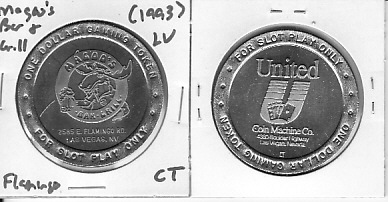 Magoo's
Bar &
Grill
(1993)
LV
ONE DOLLAR GAMING TOKEN
BAR • GRILL
2585 E. FLAMINGO RD.
LAS VEGAS, NV
FOR SLOT PLAY ONLY
Flamingo
CT
FOR SLOT PLAY ONLY
United
Coin Machine Co.
Boulder Highway
Las Vegas, Nevada
ONE DOLLAR GAMING TOKEN